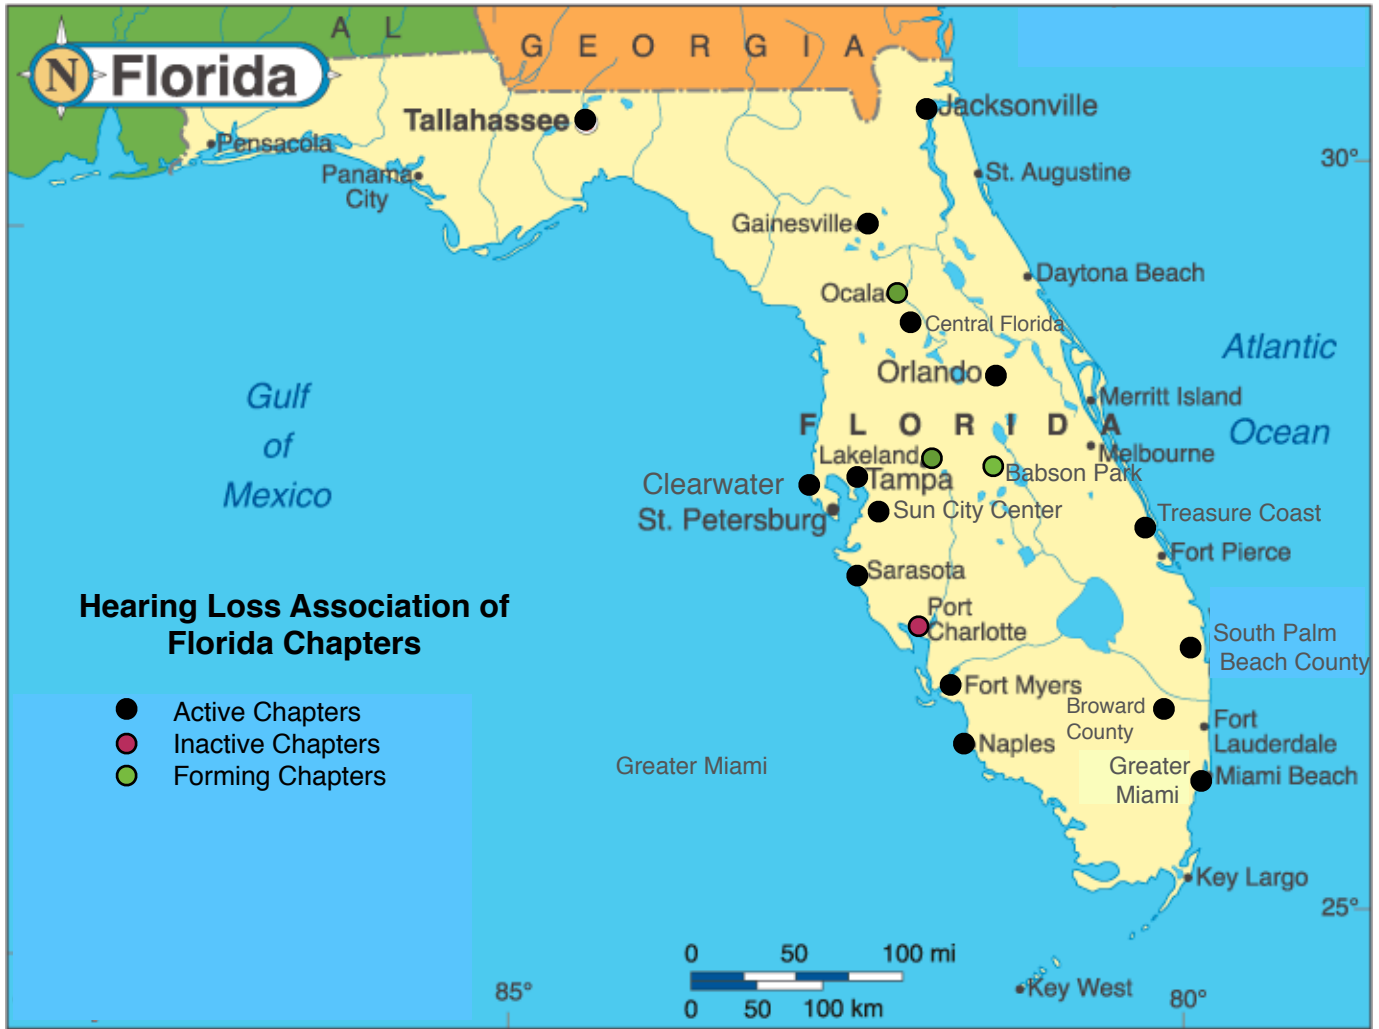 A L
G E O R G I A
N
Florida
Tallahassee
Jacksonville
Pensacola
Panama
City
30°
St. Augustine
Gainesville
Daytona Beach
Ocala
Central Florida
Atlantic
Ocean
Orlando
Gulf
of
Mexico
Merritt Island
F L O R I D A
Melbourne
Lakeland
Babson Park
Tampa
Clearwater
St. Petersburg
Sun City Center
Treasure Coast
Fort Pierce
Sarasota
Hearing Loss Association of
Florida Chapters
Port
Charlotte
South Palm
Beach County
Fort Myers
Broward
County
Active Chapters
Inactive Chapters
Forming Chapters
Fort
Lauderdale
Naples
Greater Miami
Greater
Miami
Miami Beach
Key Largo
25°
0 50 100 mi
0 50 100 km
85°
Key West
80°